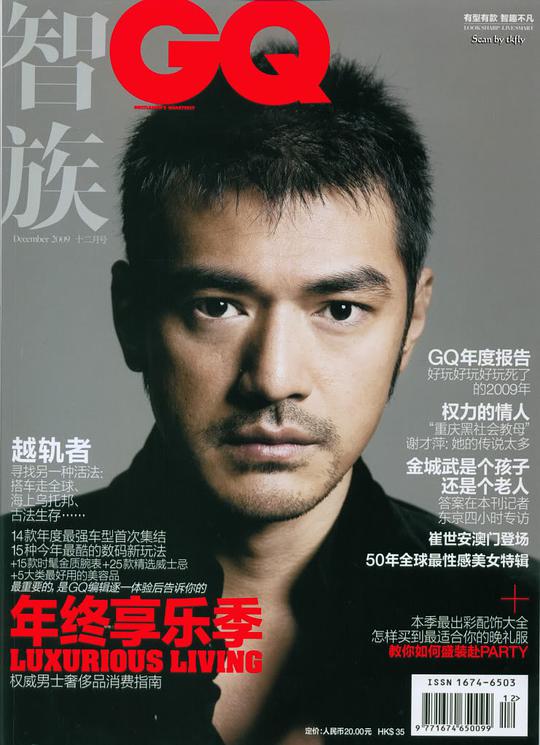 智族
GQ
GENTLEMEN'S QUARTERLY
有型有款 智趣不凡
LOOK SHARP LIVE SMART
Scan by tkfly
December 2009 十二月号
GQ年度报告
好玩好玩好玩死了
的2009年
权力的情人
“重庆黑社会教母”
谢才萍: 她的传说太多
金城武是个孩子
还是个老人
答案在本刊记者
东京四小时专访
崔世安澳门登场
50年全球最性感美女特辑
越轨者
寻找另一种活法:
搭车走全球、
海上乌托邦、
古法生存……
14款年度最强车型首次集结
15种今年最酷的数码新玩法
+15款时髦金质腕表+25款精选威士忌
+5大类最好用的美容品
最重要的, 是GQ编辑逐一体验后告诉你的
年终享乐季
LUXURIOUS LIVING
权威男士奢侈品消费指南
+
本季最出彩配饰大全
怎样买到最适合你的晚礼服
教你如何盛装赴PARTY
定价:人民币20.00元 HK$ 35
ISSN 1674-6503
12>
9 771674 650099